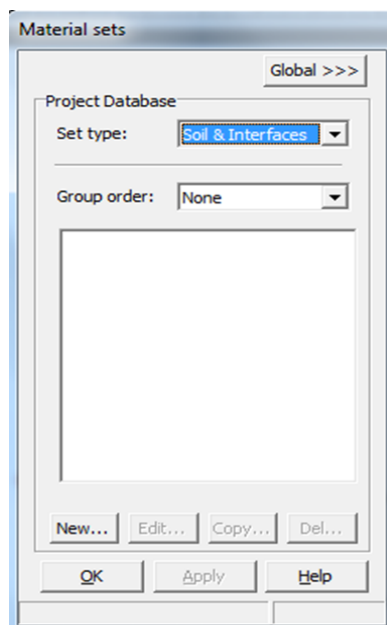 Material sets
Global >>>
Project Database
Set type: Soil & Interfaces
Group order: None
New... Edit... Copy... Del...
OK Apply Help